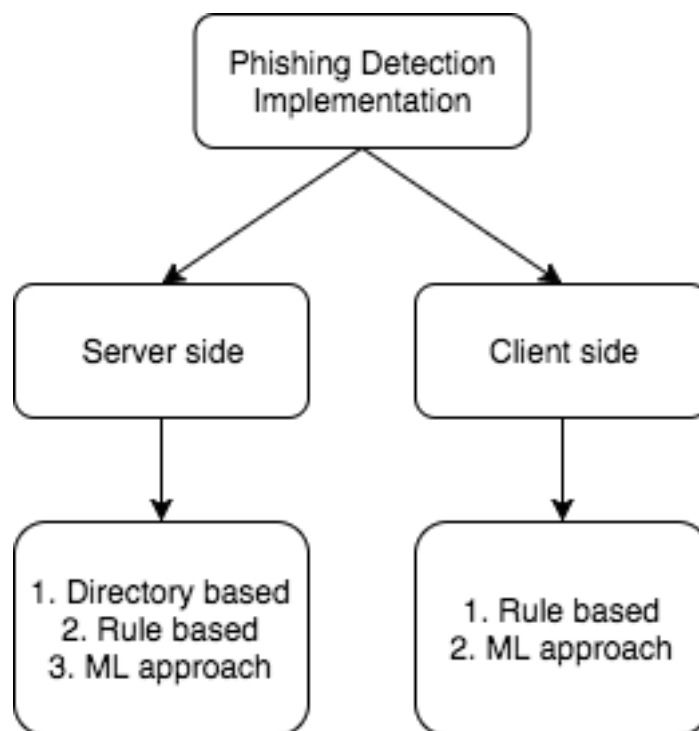 Phishing Detection
Implementation
Server side
Client side
1. Directory based
2. Rule based
3. ML approach
1. Rule based
2. ML approach